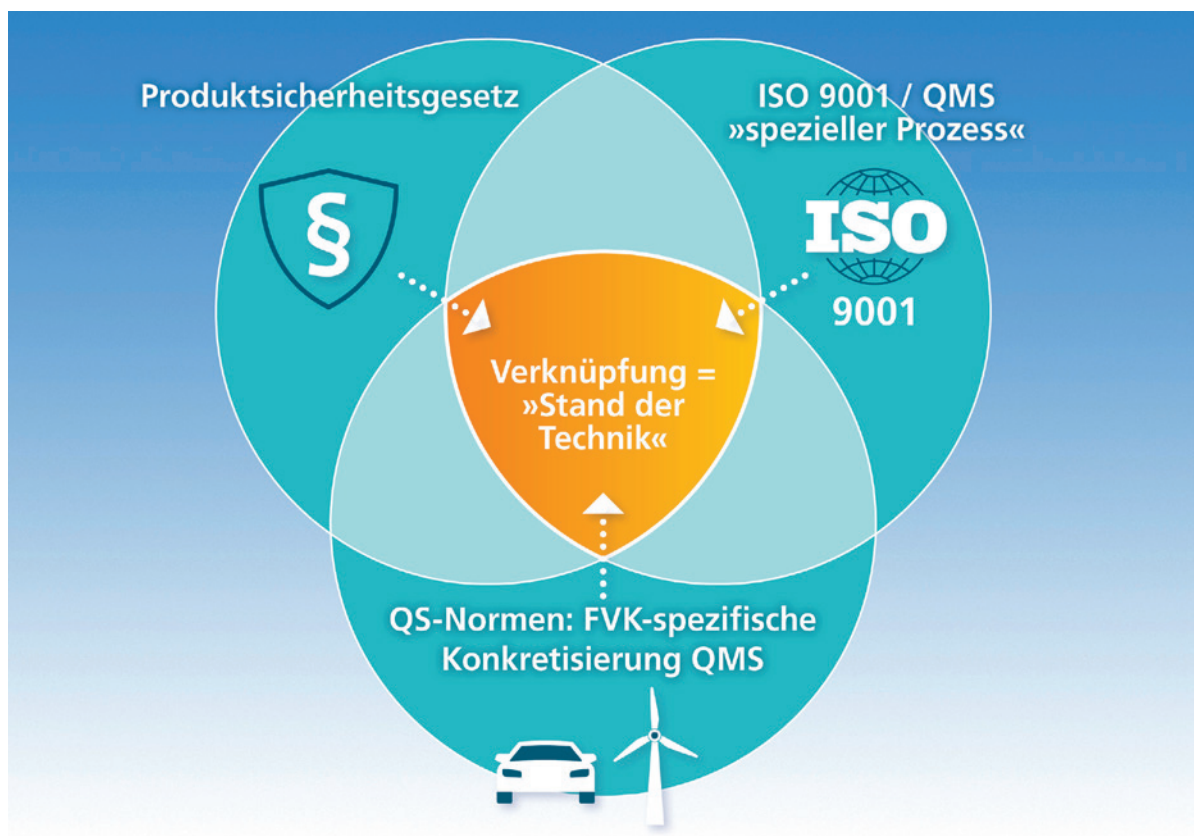 Produktsicherheitsgesetz
§
ISO 9001 / QMS
»spezieller Prozess«
ISO
9001
Verknüpfung =
»Stand der
Technik«
QS-Normen: FVK-spezifische
Konkretisierung QMS